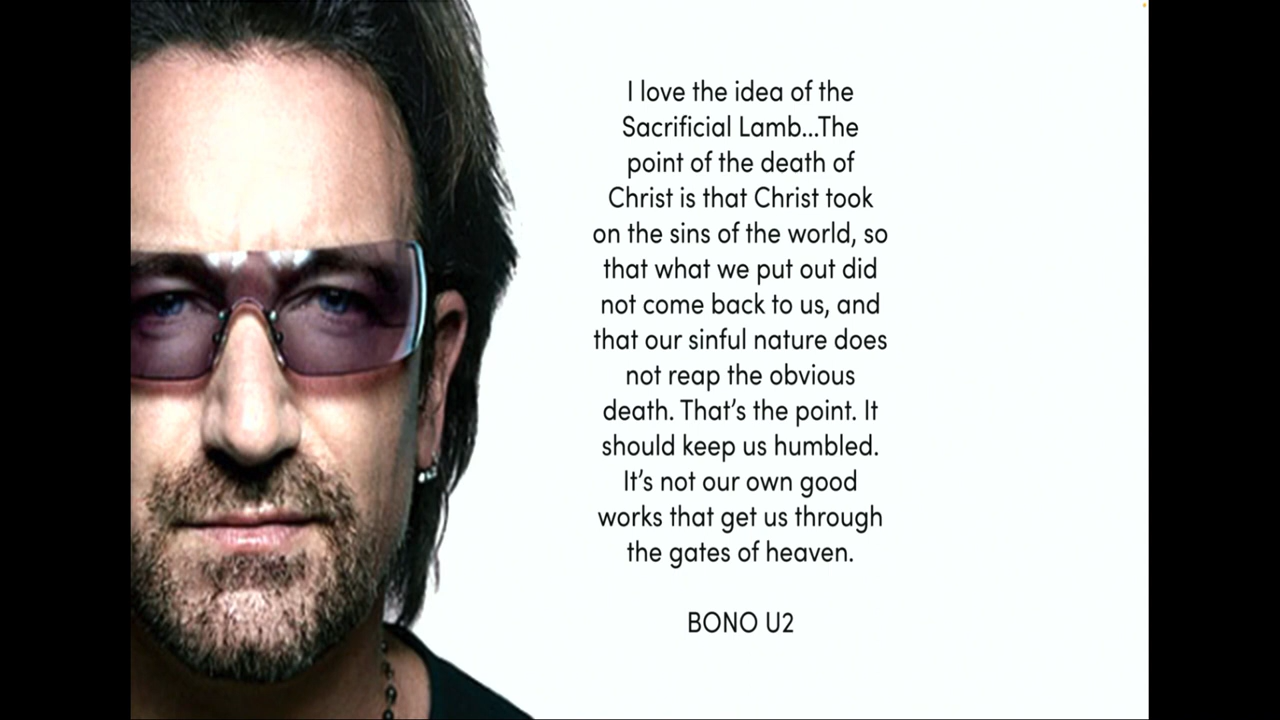 I love the idea of the
Sacrificial Lamb...The
point of the death of
Christ is that Christ took
on the sins of the world, so
that what we put out did
not come back to us, and
that our sinful nature does
not reap the obvious
death. That’s the point. It
should keep us humbled.
It’s not our own good
works that get us through
the gates of heaven.
BONO U2